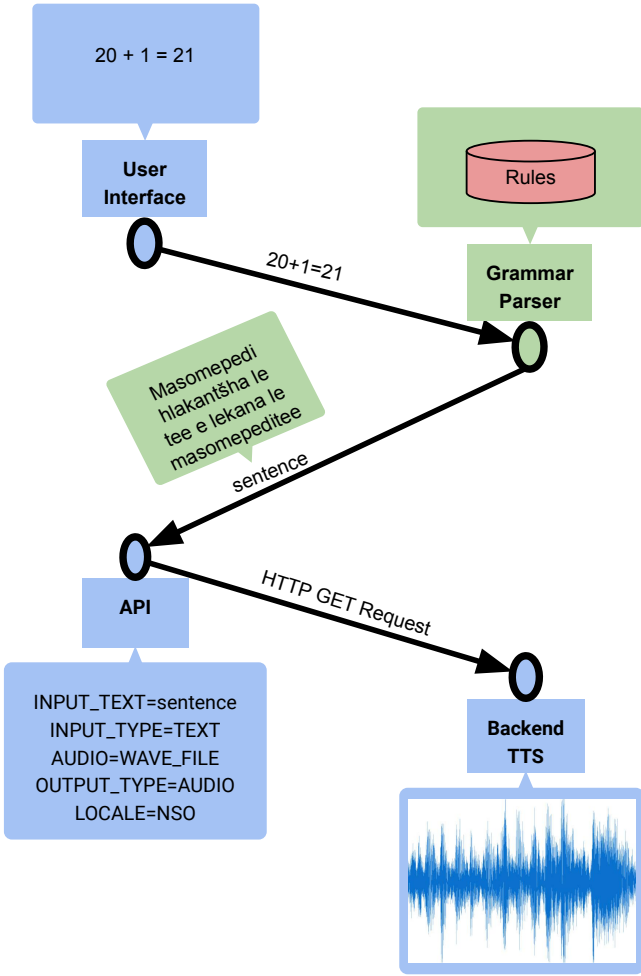 20 + 1 = 21
User
Interface
Rules
Grammar
Parser
20+1=21
Masomepedi
hlakantšha le
tee e lekana le
masomepeditee
sentence
API
HTTP GET Request
INPUT_TEXT=sentence
INPUT_TYPE=TEXT
AUDIO=WAVE_FILE
OUTPUT_TYPE=AUDIO
LOCALE=NSO
Backend
TTS